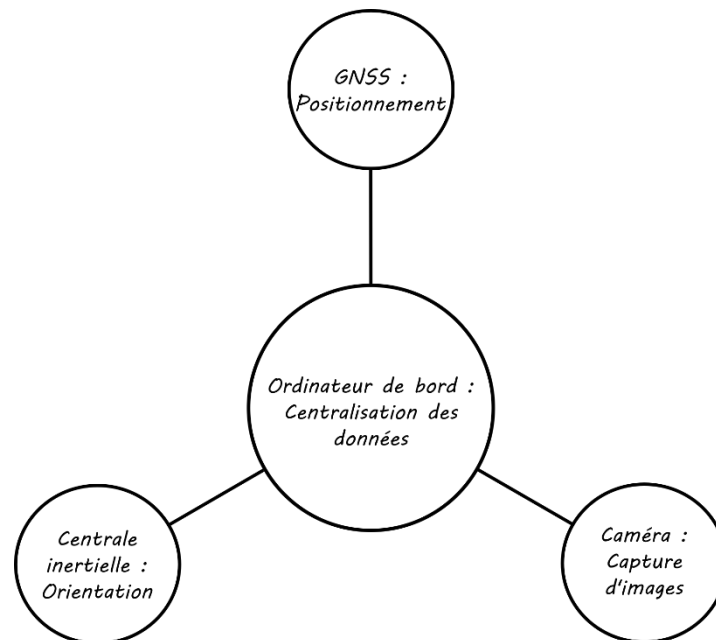 GNSS :
Positionnement
Ordinateur de bord :
Centralisation des
données
Centrale
inertielle :
Orientation
Caméra :
Capture
d'images